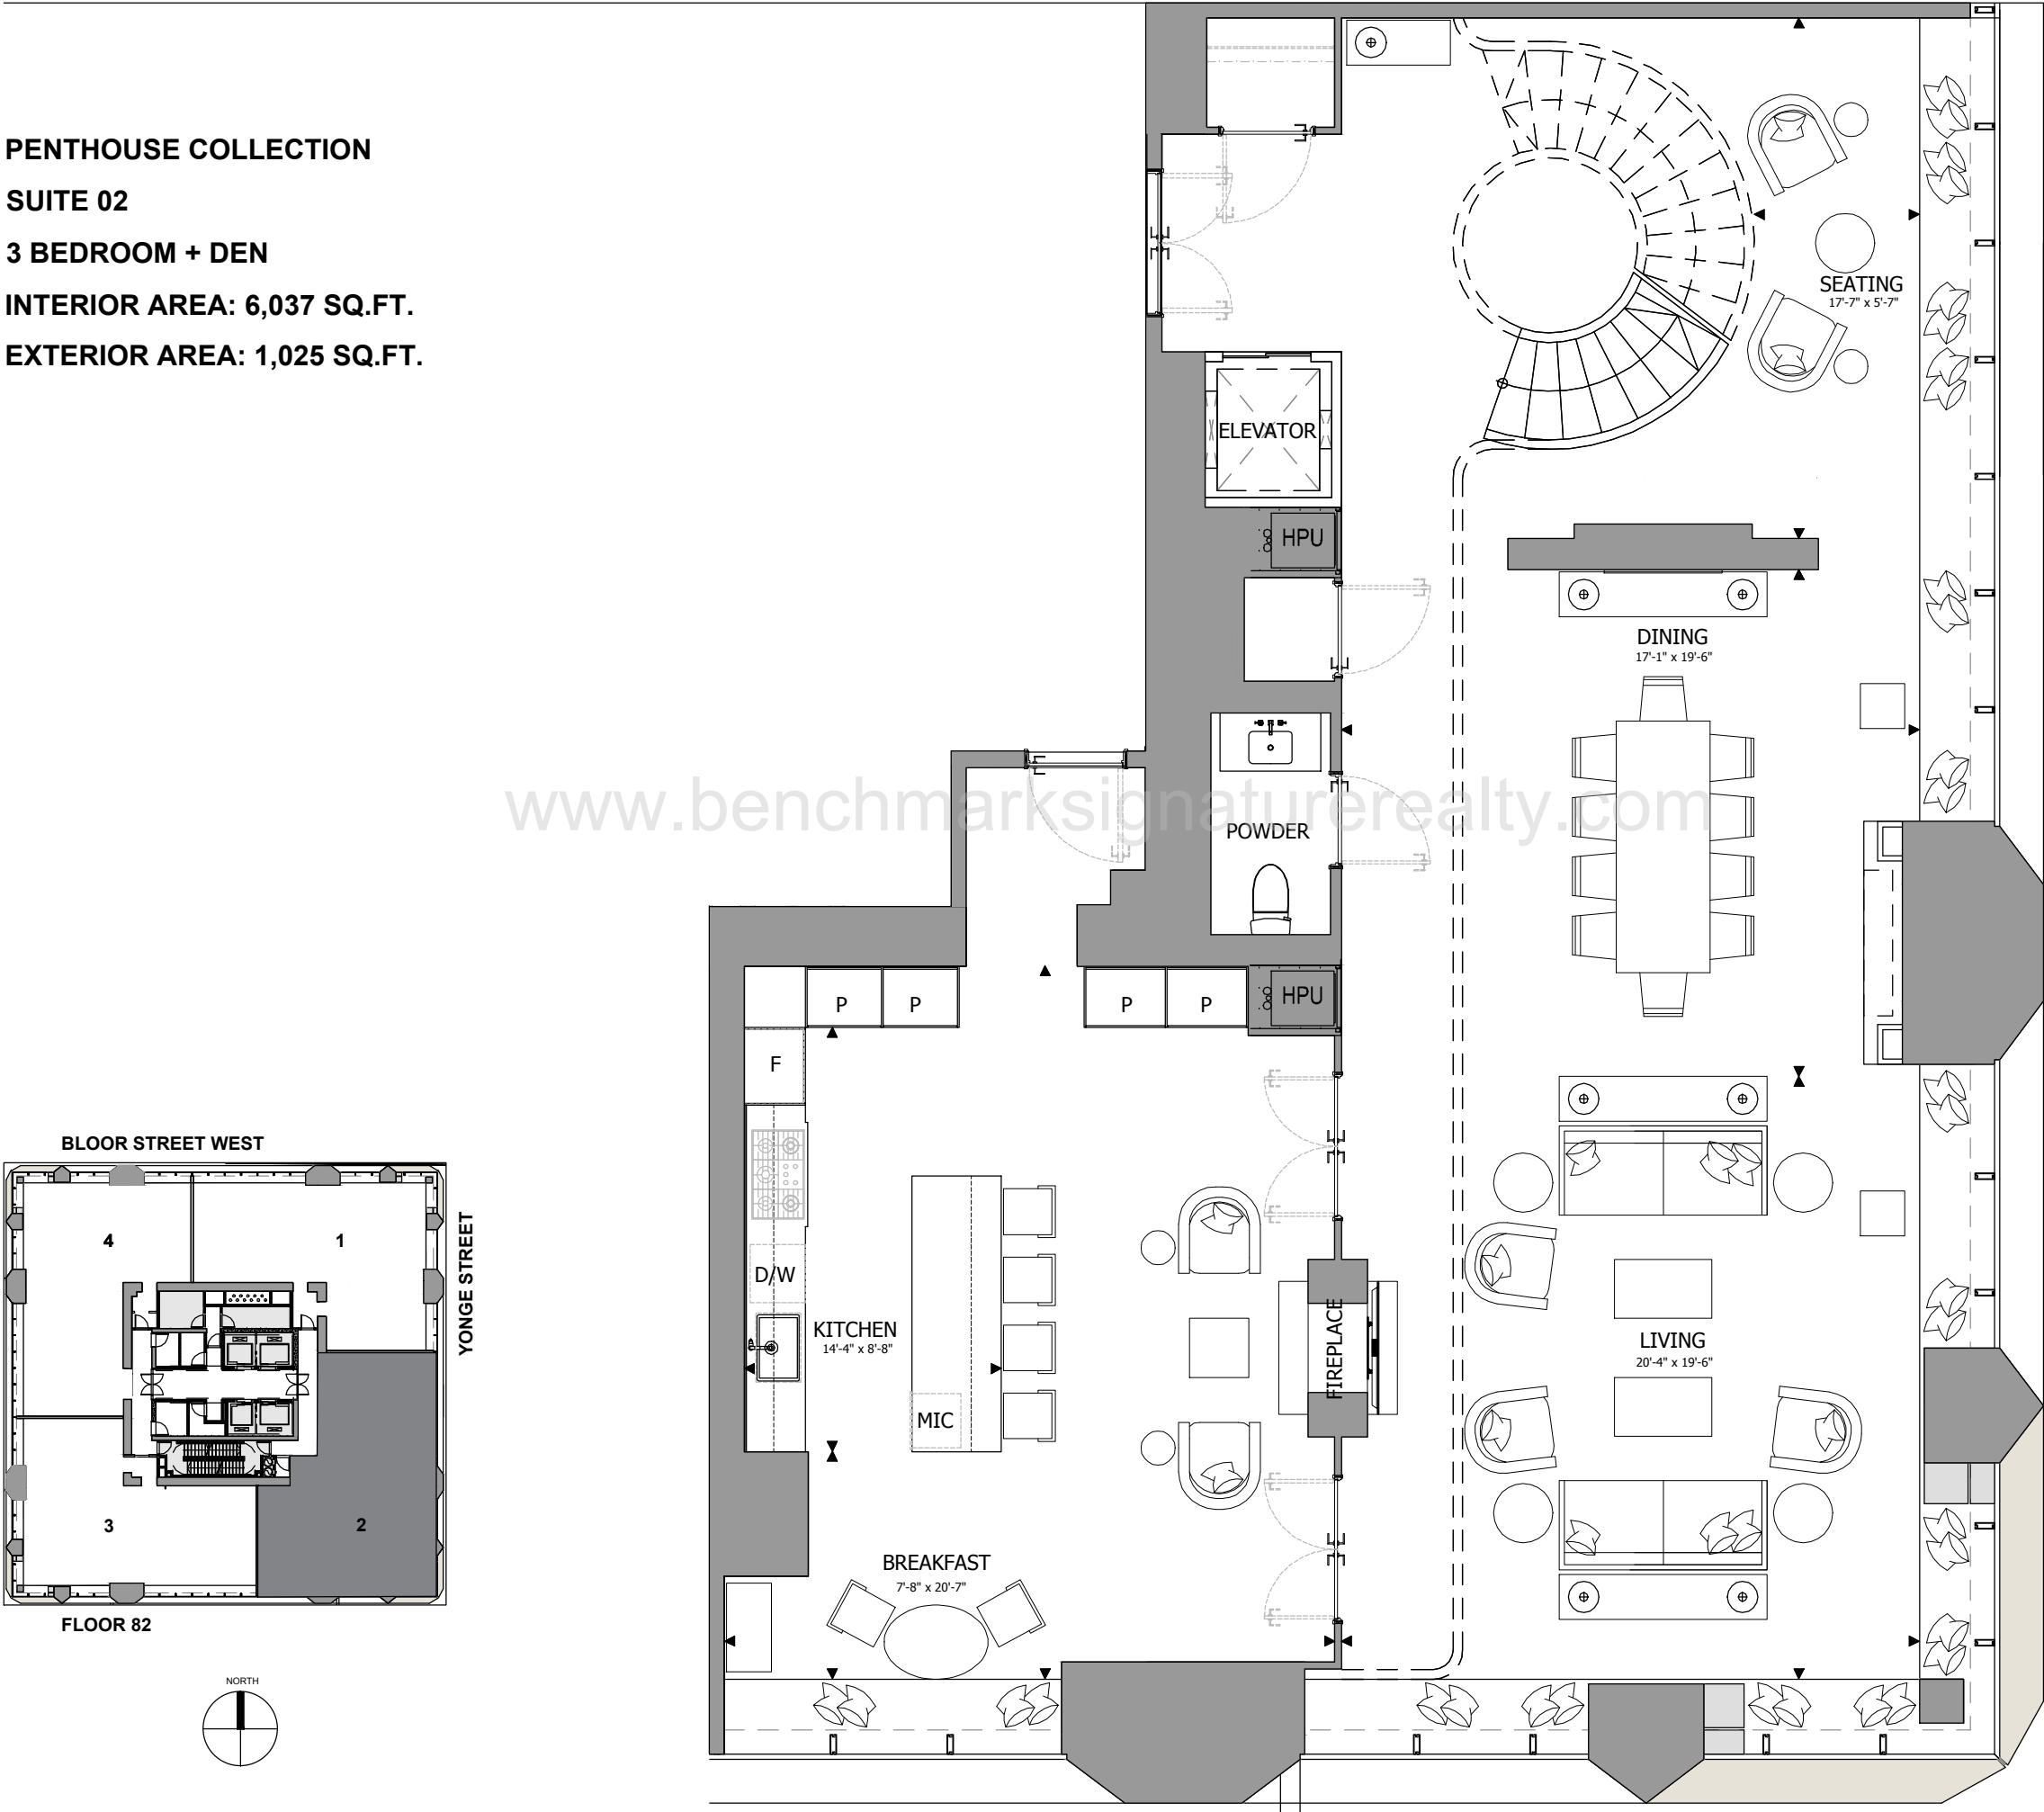 PENTHOUSE COLLECTION
SUITE 02
3 BEDROOM + DEN
INTERIOR AREA: 6,037 SQ.FT.
EXTERIOR AREA: 1,025 SQ.FT.
SEATING
17'-7" x 5'-7"
ELEVATOR
HPU
DINING
17'-1" x 19'-6"
www.benchmarksignaturerealty.com
POWDER
P
P
P
P
HPU
F
D/W
KITCHEN
14'-4" x 8'-8"
MIC
FIREPLACE
LIVING
20'-4" x 19'-6"
BREAKFAST
7'-8" x 20'-7"
BLOOR STREET WEST
YONGE STREET
4
1
3
2
FLOOR 82
NORTH